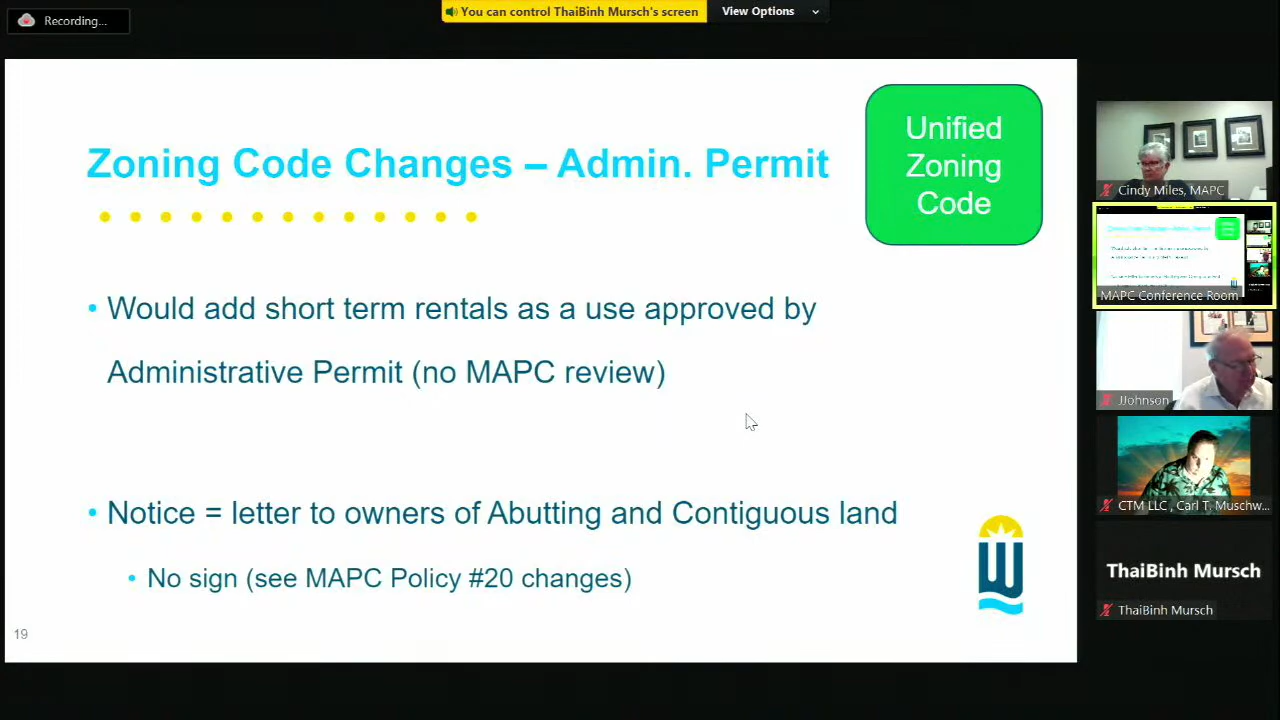 Recording...
You can control ThaiBinh Mursch's screen
View Options
Unified
Zoning
Code
Zoning Code Changes – Admin. Permit
• Would add short term rentals as a use approved by
Administrative Permit (no MAPC review)
• Notice = letter to owners of Abutting and Contiguous land
• No sign (see MAPC Policy #20 changes)
19
Cindy Miles, MAPC
MAPC Conference Room
JJohnson
CTM LLC , Carl T. Muschw...
ThaiBinh Mursch
ThaiBinh Mursch